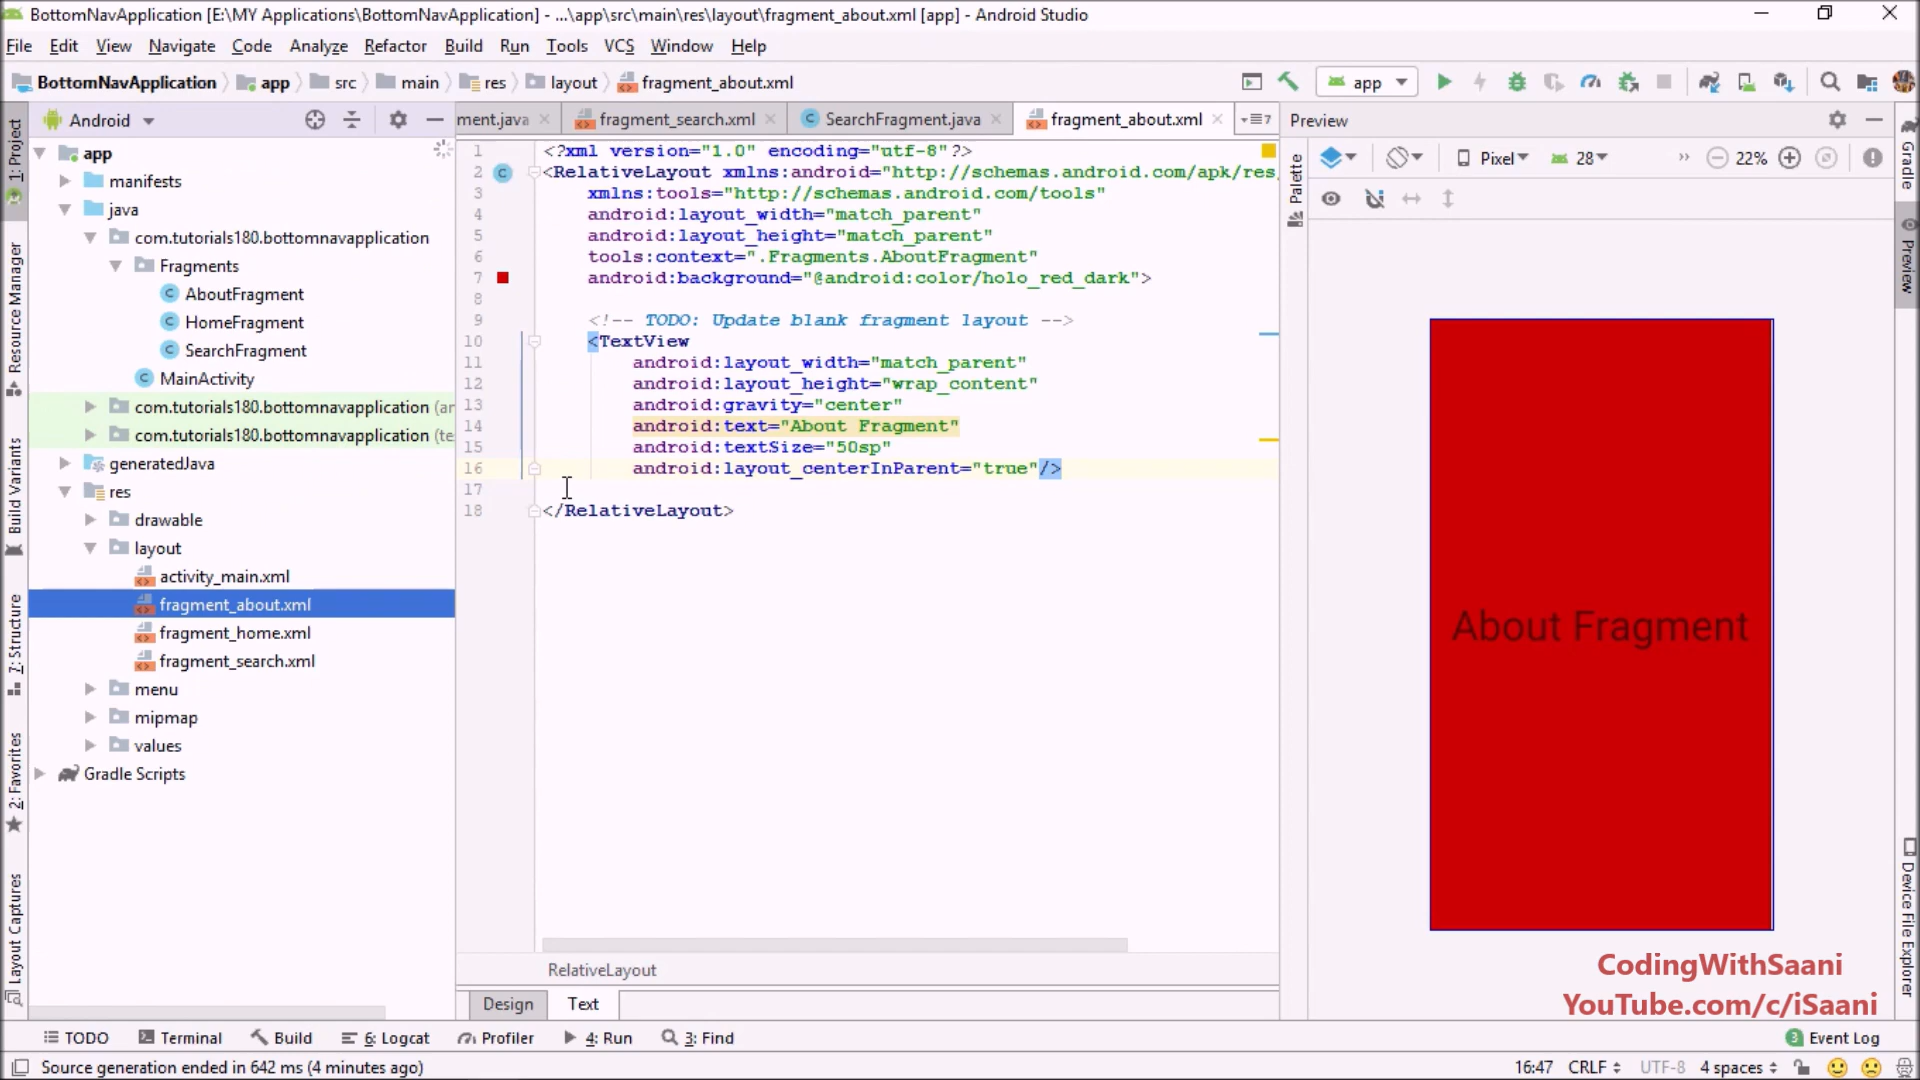 BottomNavApplication [E:\MY Applications\BottomNavApplication] - ...\app\src\main\res\layout\fragment_about.xml [app] - Android Studio
File Edit View Navigate Code Analyze Refactor Build Run Tools VCS Window Help
BottomNavApplication app src main res layout fragment_about.xml
app
1: Project
Resource Manager
Build Variants
7: Structure
2: Favorites
Layout Captures
Android
app
manifests
java
com.tutorials180.bottomnavapplication
Fragments
AboutFragment
HomeFragment
SearchFragment
MainActivity
com.tutorials180.bottomnavapplication (ar
com.tutorials180.bottomnavapplication (te
generatedJava
res
drawable
layout
activity_main.xml
fragment_about.xml
fragment_home.xml
fragment_search.xml
menu
mipmap
values
Gradle Scripts
ment.java fragment_search.xml SearchFragment.java fragment_about.xml 7
1 <?xml version="1.0" encoding="utf-8"?>
2 <RelativeLayout xmlns:android="http://schemas.android.com/apk/res,
3 xmlns:tools="http://schemas.android.com/tools"
4 android:layout_width="match_parent"
5 android:layout_height="match_parent"
6 tools:context=".Fragments.AboutFragment"
7 android:background="@android:color/holo_red_dark">
8
9 <!-- TODO: Update blank fragment layout -->
10 <TextView
11 android:layout_width="match_parent"
12 android:layout_height="wrap_content"
13 android:gravity="center"
14 android:text="About Fragment"
15 android:textSize="50sp"
16 android:layout_centerInParent="true"/>
17
18 </RelativeLayout>
RelativeLayout
Design Text
Preview
Palette
Pixel 28 22%
About Fragment
CodingWithSaani
YouTube.com/c/iSaani
Gradle
Preview
Device File Explorer
TODO Terminal Build 6: Logcat Profiler 4: Run 3: Find 3 Event Log
Source generation ended in 642 ms (4 minutes ago) 16:47 CRLF UTF-8 4 spaces